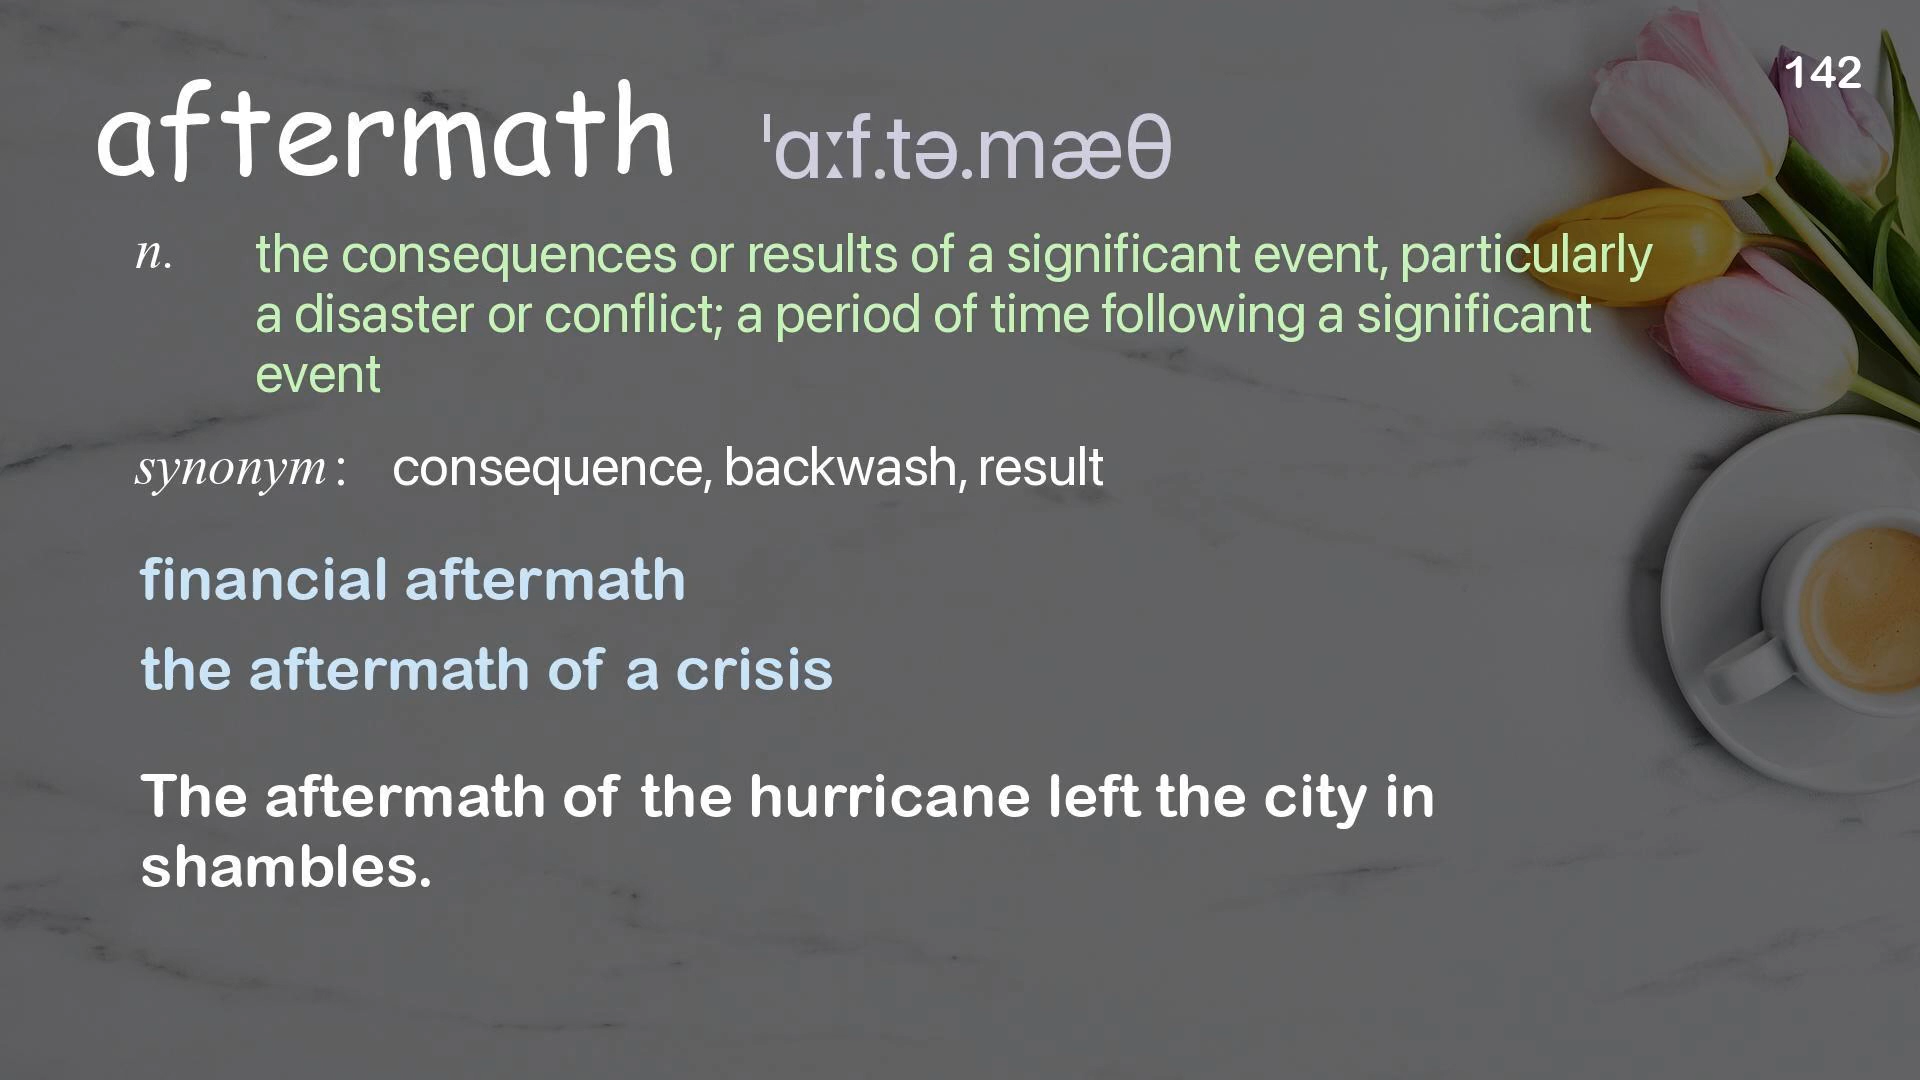 142
aftermath ˈɑːf.tə.mæθ
n. the consequences or results of a significant event, particularly
a disaster or conflict; a period of time following a significant
event
synonym: consequence, backwash, result
financial aftermath
the aftermath of a crisis
The aftermath of the hurricane left the city in
shambles.